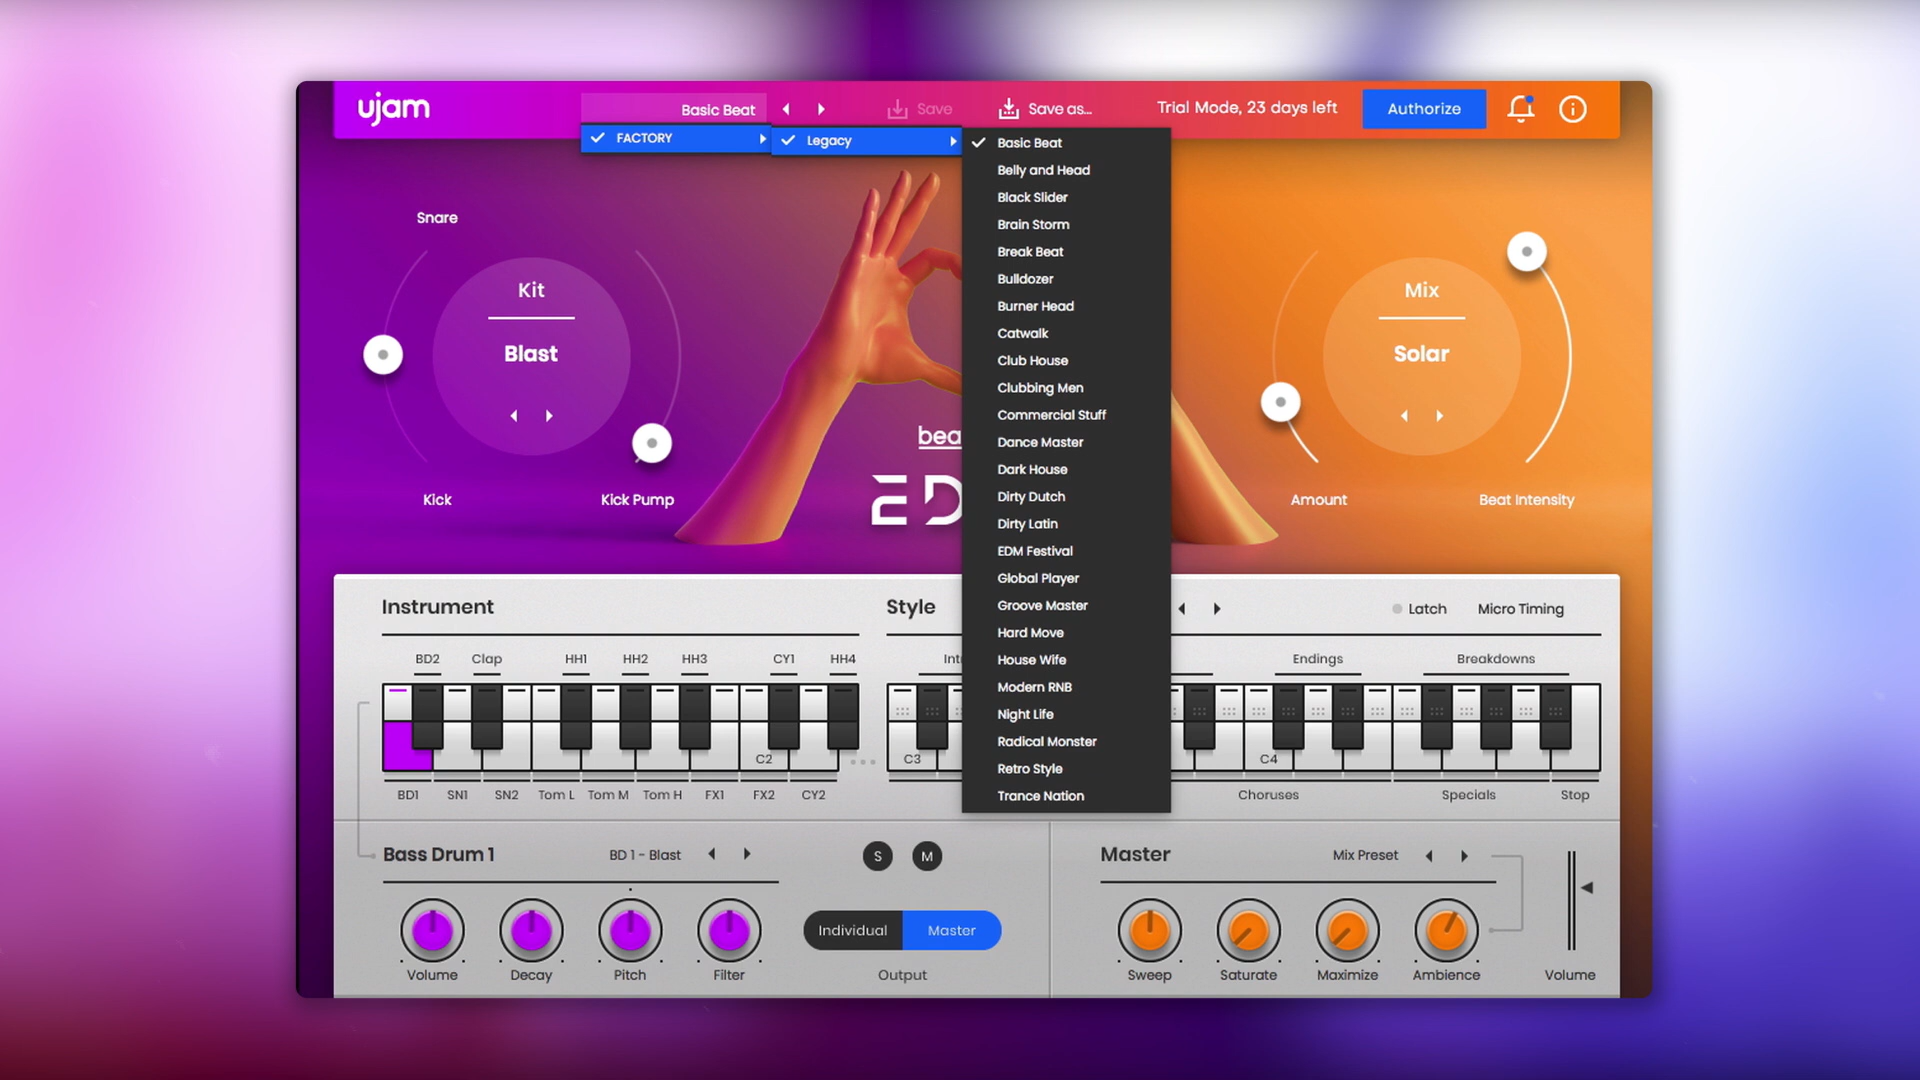 ujam
Basic Beat
Save
Save as...
Trial Mode, 23 days left
Authorize
FACTORY
Legacy
Basic Beat
Belly and Head
Black Slider
Brain Storm
Break Beat
Bulldozer
Burner Head
Catwalk
Club House
Clubbing Men
Commercial Stuff
Dance Master
Dark House
Dirty Dutch
Dirty Latin
EDM Festival
Global Player
Groove Master
Hard Move
House Wife
Modern RNB
Night Life
Radical Monster
Retro Style
Trance Nation
Snare
Kit
Blast
Kick
Kick Pump
bea
ED
Mix
Solar
Amount
Beat Intensity
Instrument
Style
Latch
Micro Timing
BD2 Clap HH1 HH2 HH3 CY1 HH4
Int
Endings
Breakdowns
C2
C3
C4
BD1 SN1 SN2 Tom L Tom M Tom H FX1 FX2 CY2
Choruses
Specials
Stop
Bass Drum 1
BD 1 - Blast
S
M
Master
Mix Preset
Individual
Master
Volume
Decay
Pitch
Filter
Output
Sweep
Saturate
Maximize
Ambience
Volume